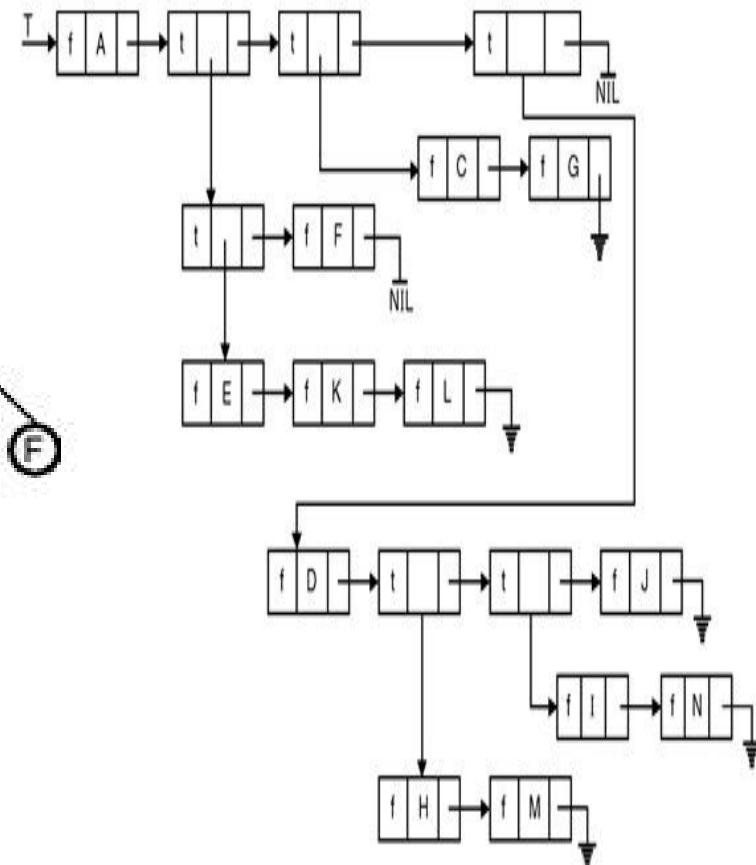 T
f A t t t
NIL
f C f G
t f F
NIL
f E f K f L
F
f D t t f J
f I f N
f H f M